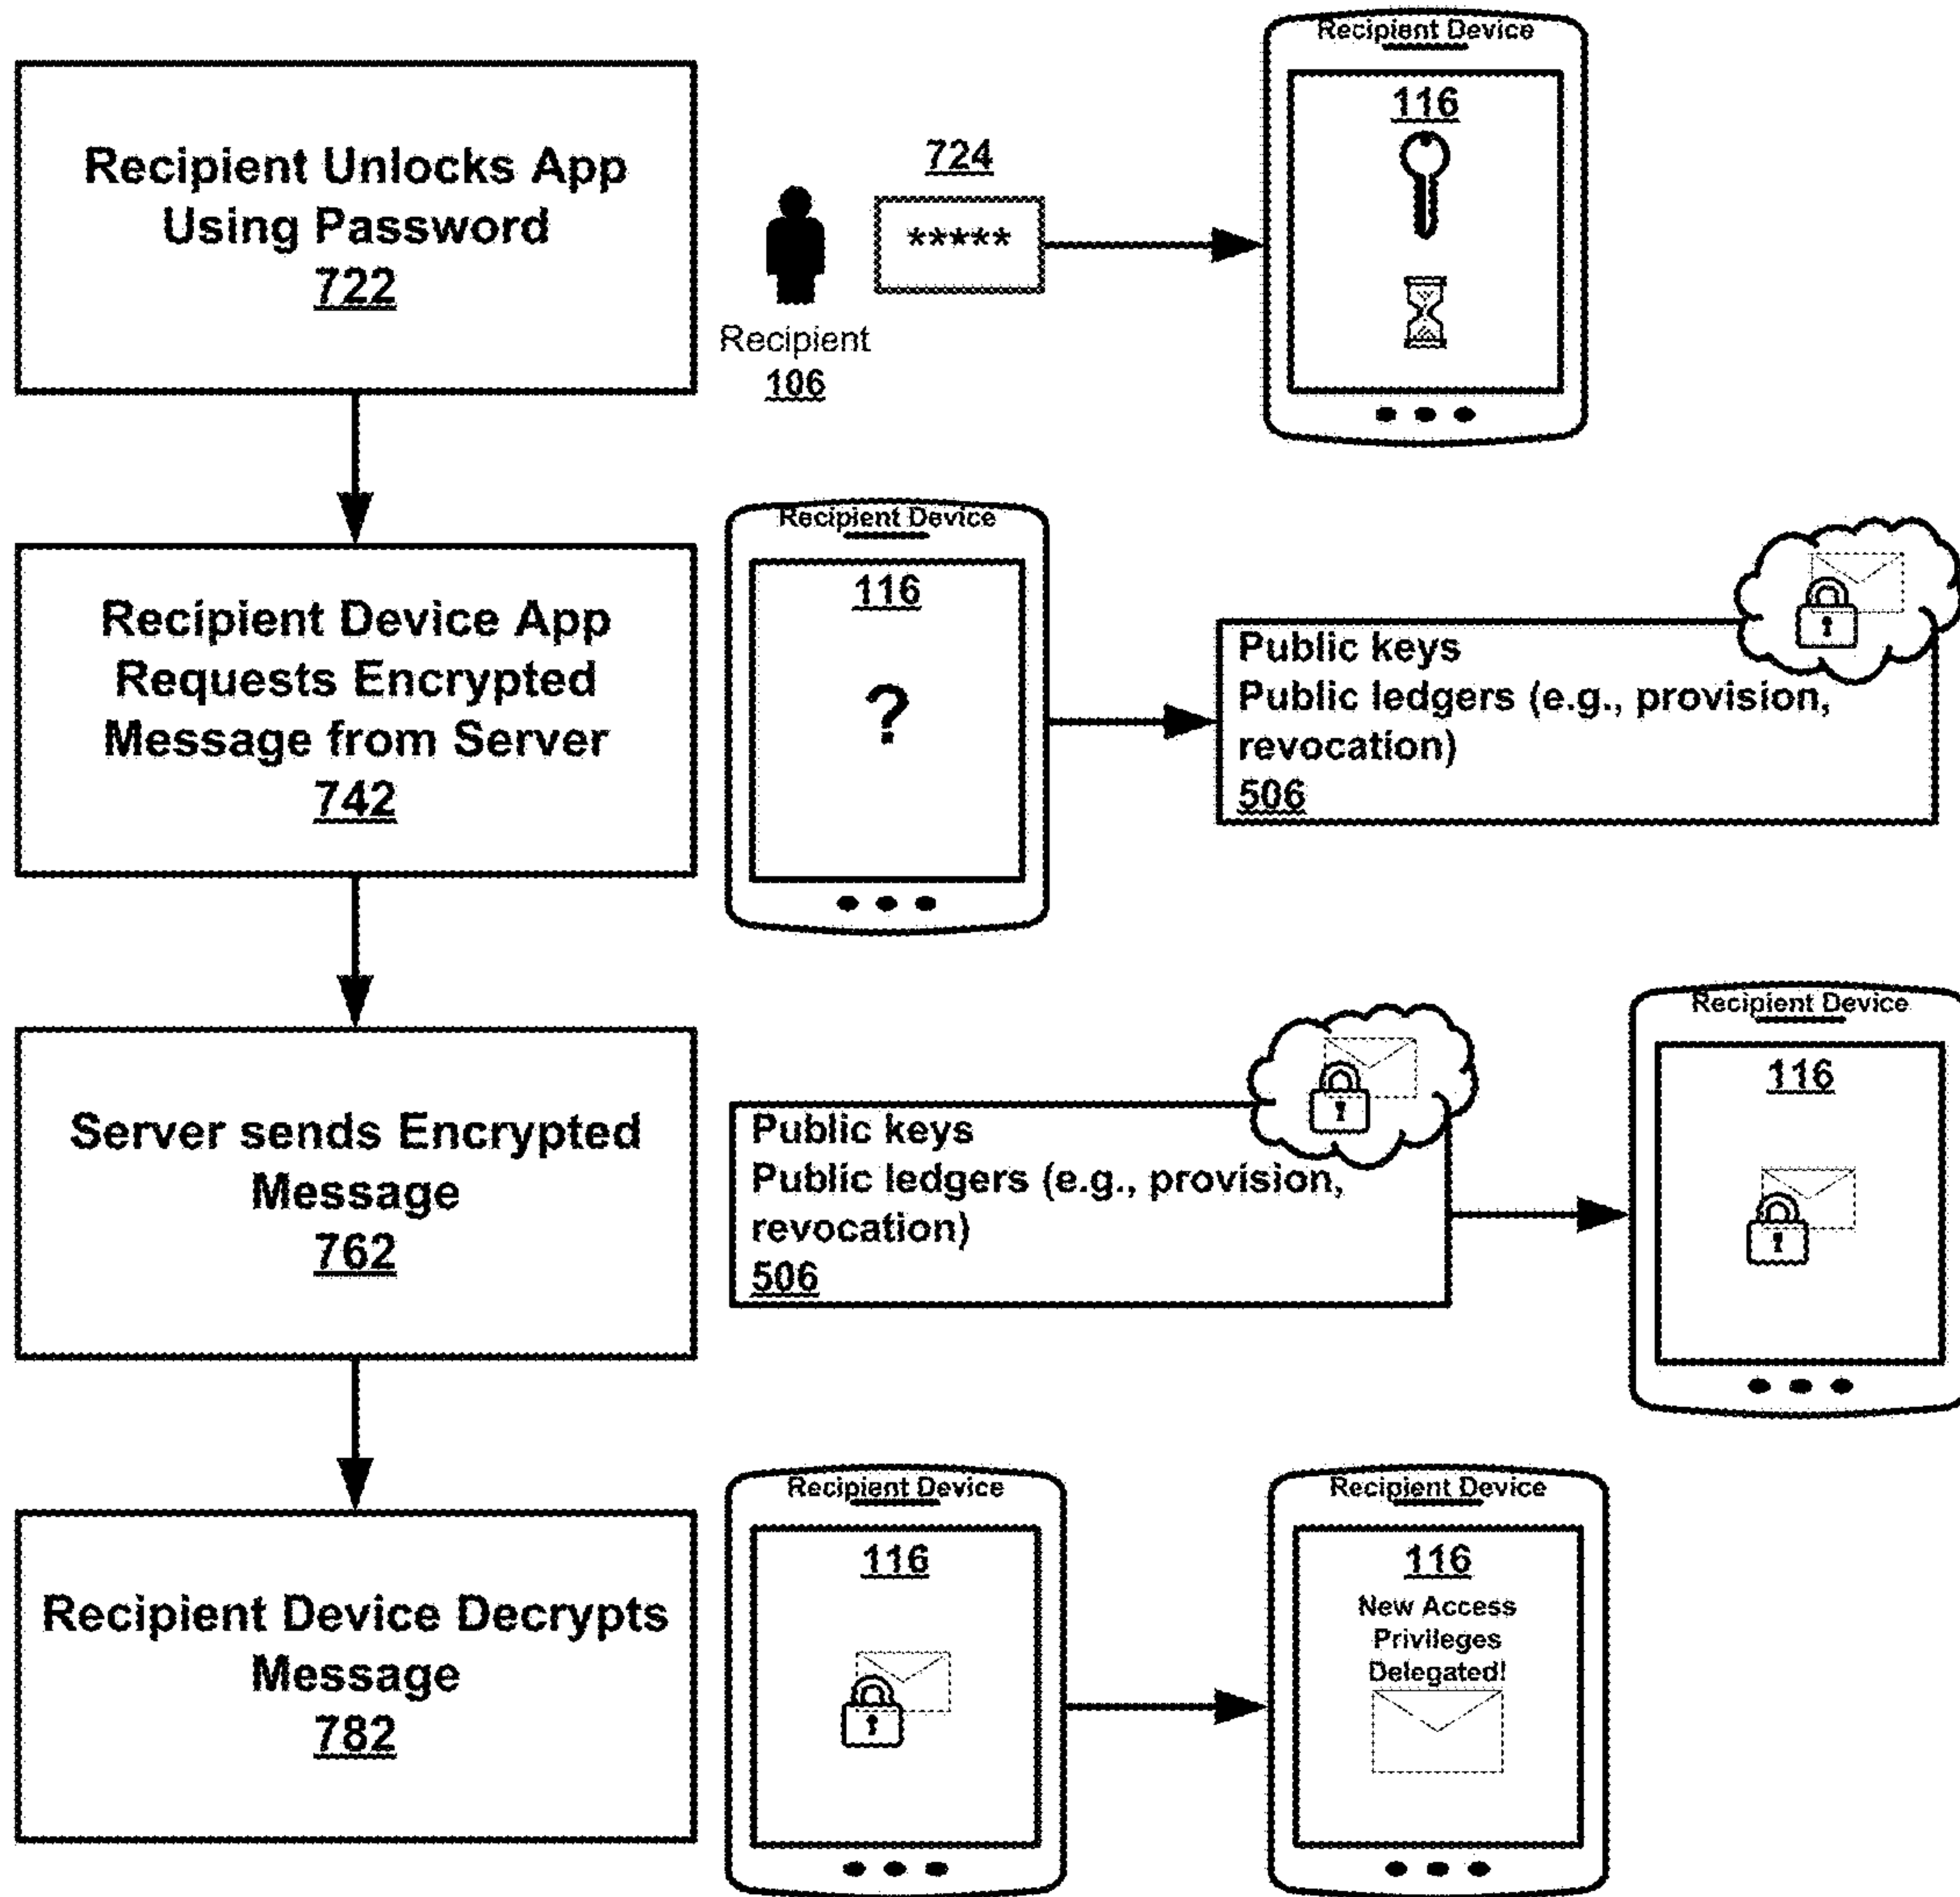 Recipient Unlocks App
Using Password
722
Recipient
106
724
*****
Recipient Device
116
Recipient Device App
Requests Encrypted
Message from Server
742
Recipient Device
116
?
Public keys
Public ledgers (e.g., provision,
revocation)
506
Server sends Encrypted
Message
762
Public keys
Public ledgers (e.g., provision,
revocation)
506
Recipient Device
116
Recipient Device Decrypts
Message
782
Recipient Device
116
Recipient Device
116
New Access
Privileges
Delegated!